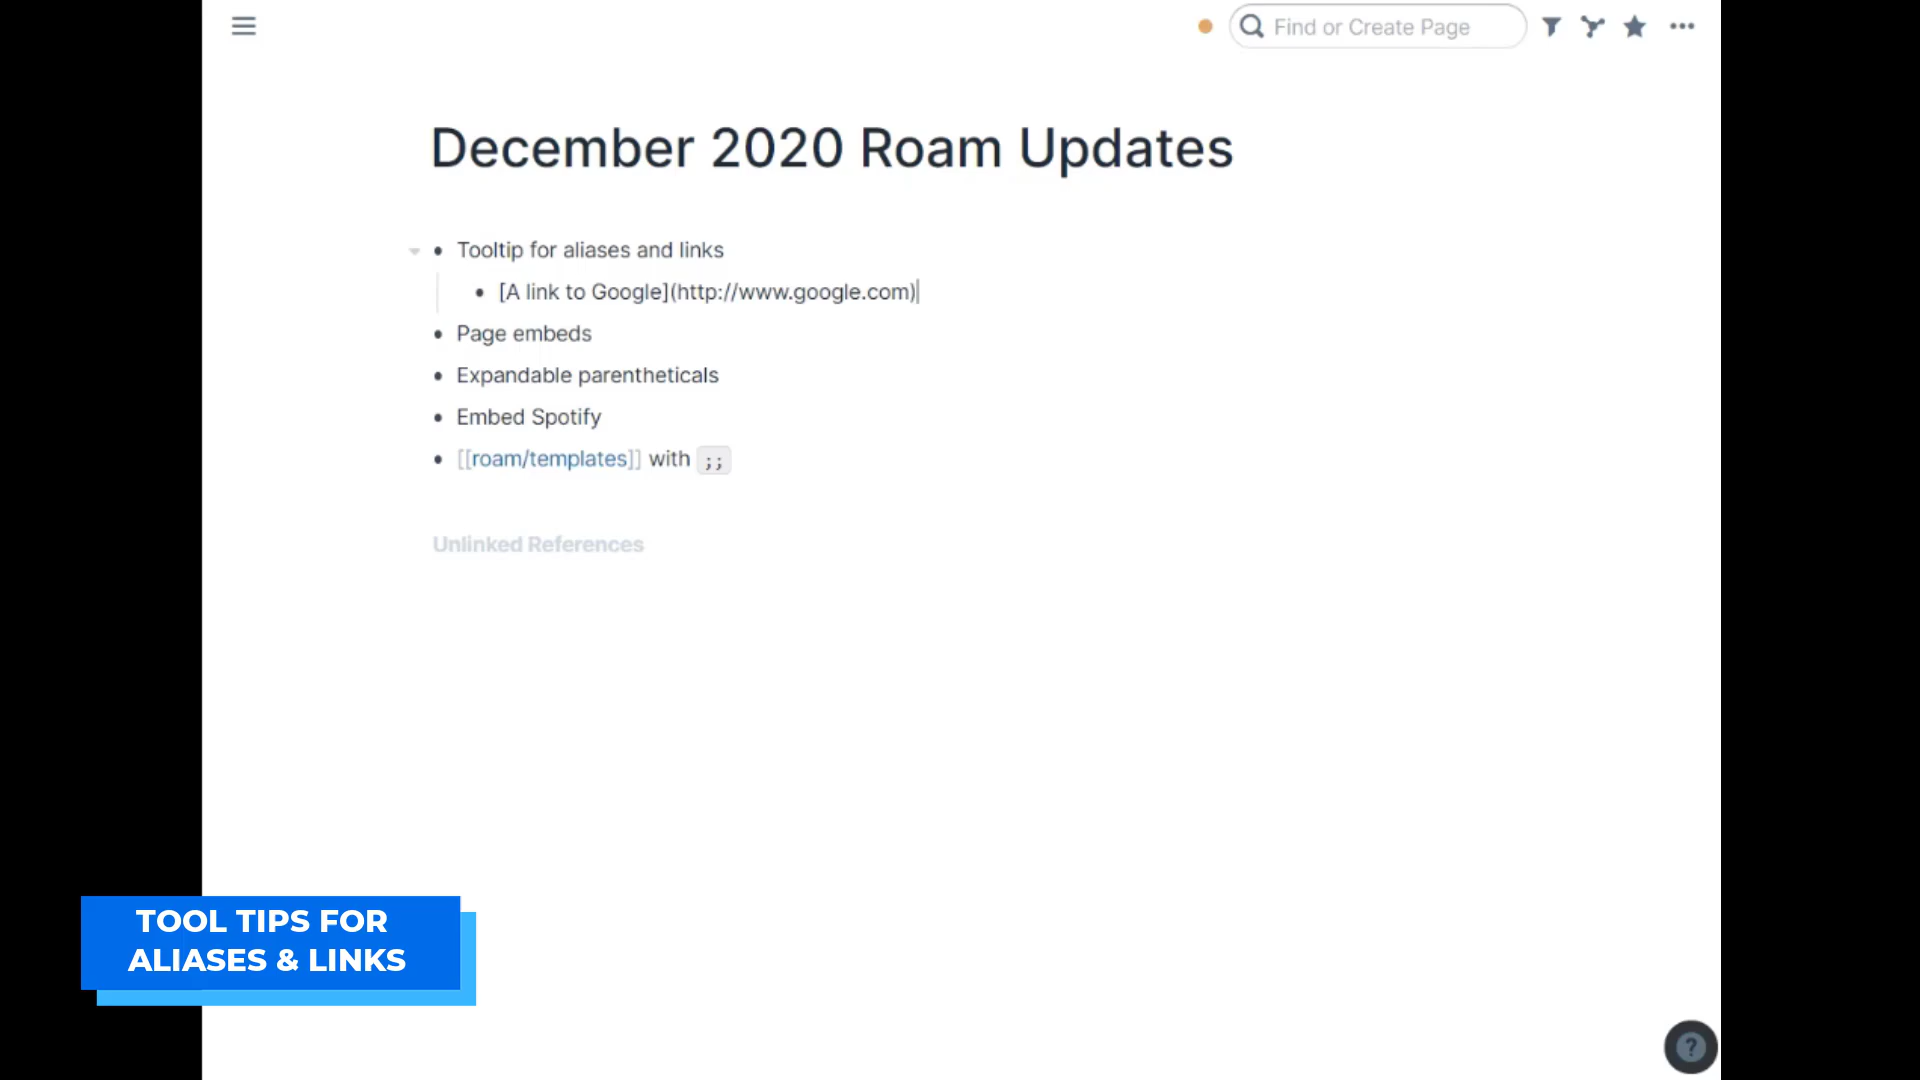 Find or Create Page
December 2020 Roam Updates
Tooltip for aliases and links
[A link to Google](http://www.google.com)
Page embeds
Expandable parentheticals
Embed Spotify
[[roam/templates]] with ;;
Unlinked References
TOOL TIPS FOR
ALIASES & LINKS
?